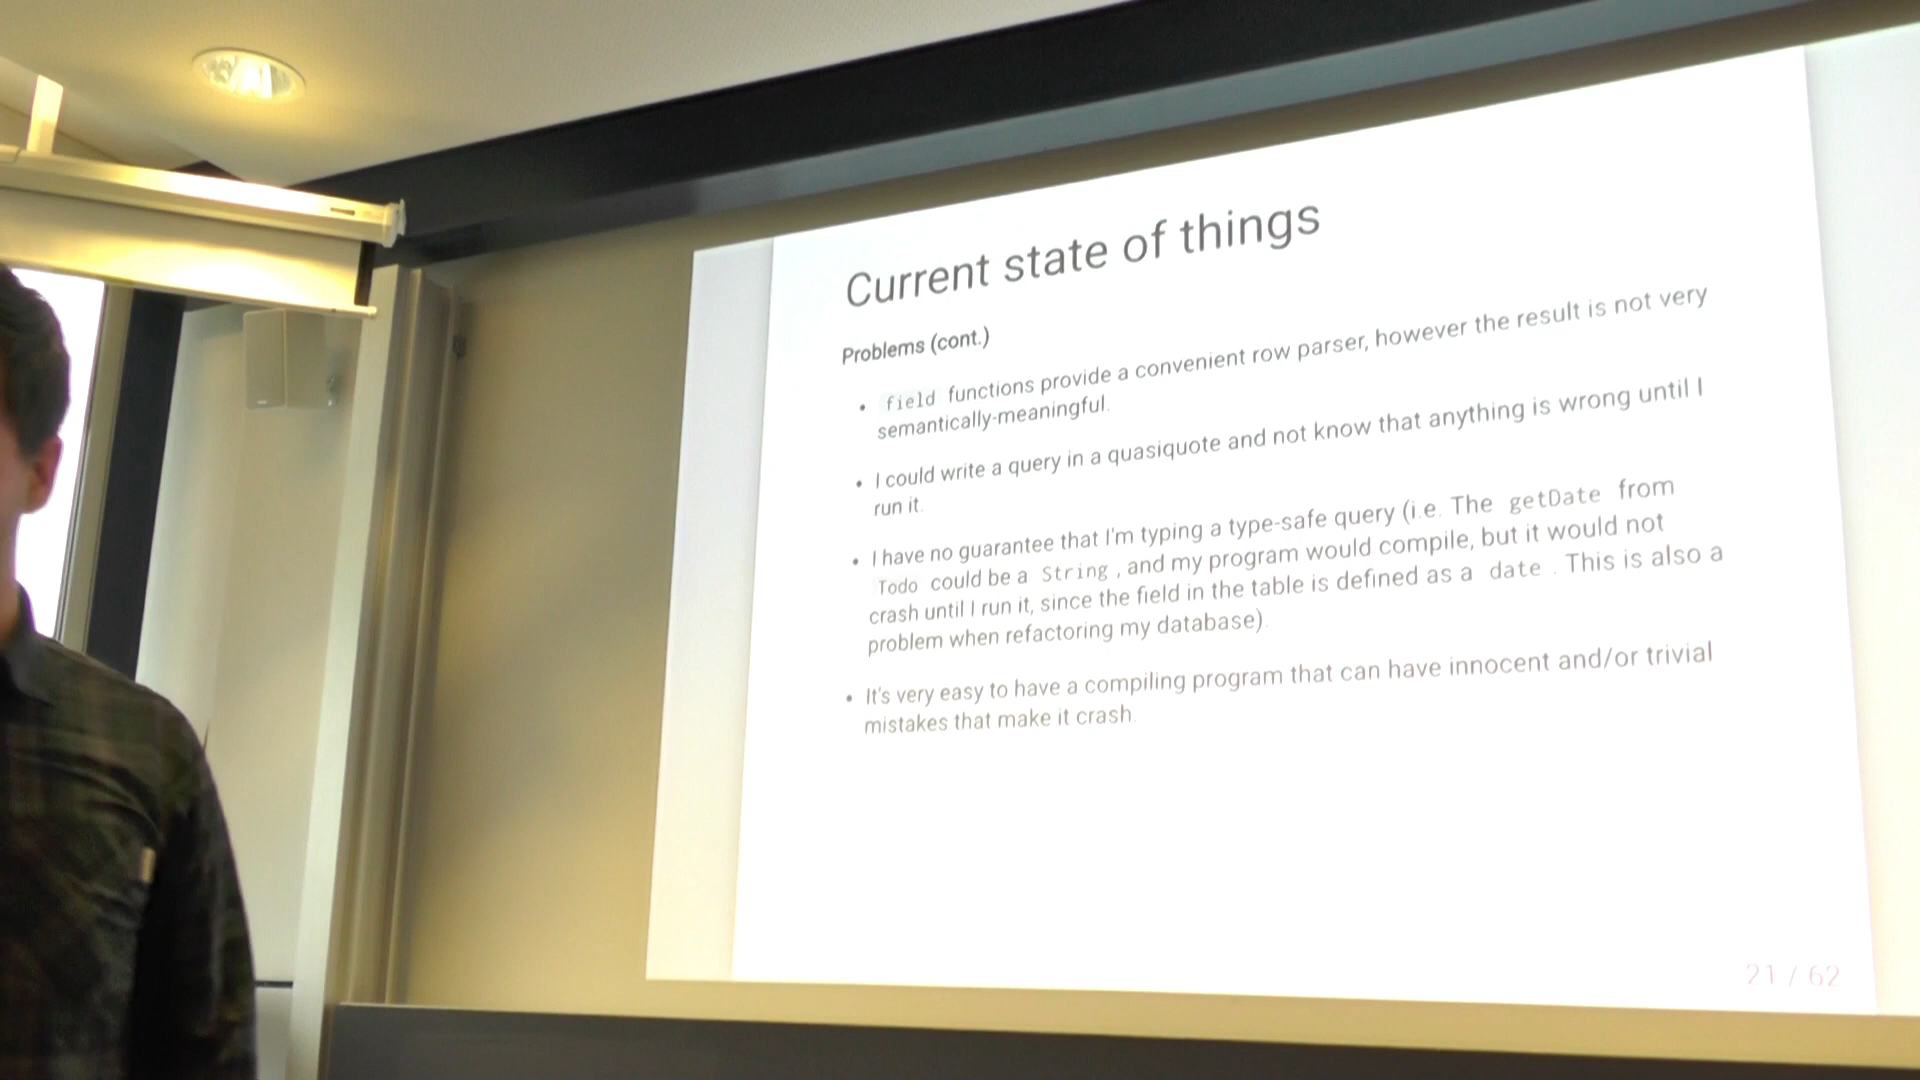 Current state of things
Problems (cont.)
• field functions provide a convenient row parser, however the result is not very
semantically-meaningful.
• I could write a query in a quasiquote and not know that anything is wrong until I
run it.
• I have no guarantee that I'm typing a type-safe query (i.e. The getDate from
Todo could be a String, and my program would compile, but it would not
crash until I run it, since the field in the table is defined as a date. This is also a
problem when refactoring my database).
• It's very easy to have a compiling program that can have innocent and/or trivial
mistakes that make it crash.
21 / 62